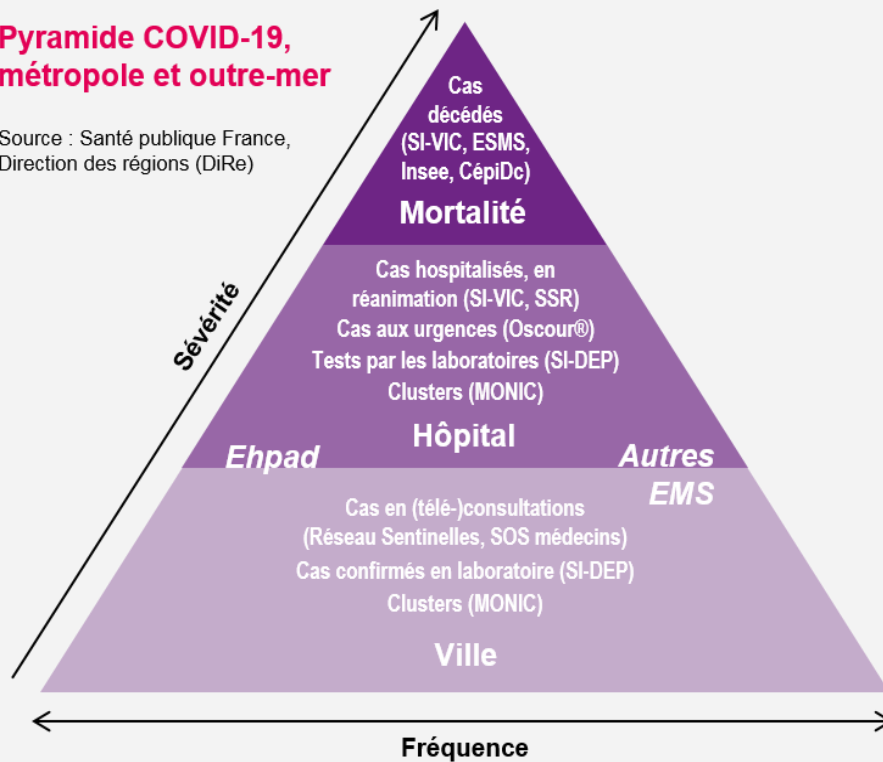 Pyramide COVID-19,
métropole et outre-mer
Source : Santé publique France,
Direction des régions (DiRe)
Sévérité
Cas
décédés
(SI-VIC, ESMS,
Insee, CépiDc)
Mortalité
Cas hospitalisés, en
réanimation (SI-VIC, SSR)
Cas aux urgences (Oscour®)
Tests par les laboratoires (SI-DEP)
Clusters (MONIC)
Hôpital
Ehpad
Autres
EMS
Cas en (télé-)consultations
(Réseau Sentinelles, SOS médecins)
Cas confirmés en laboratoire (SI-DEP)
Clusters (MONIC)
Ville
Fréquence